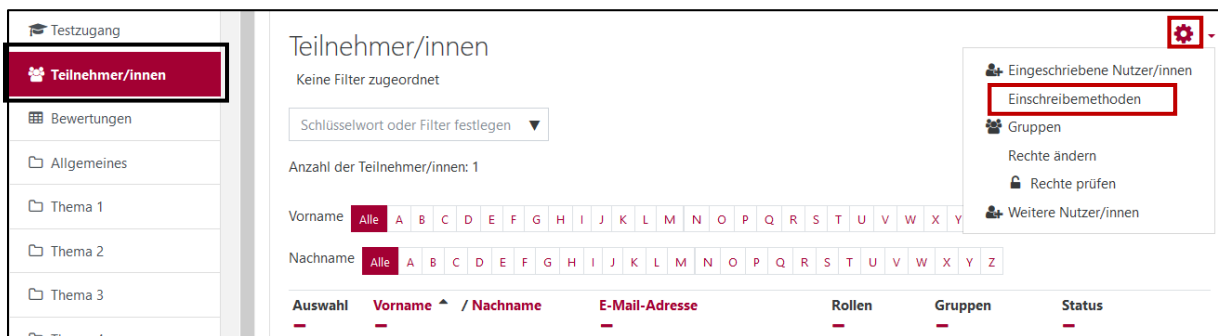 Testzugang
Teilnehmer/innen
Bewertungen
Allgemeines
Thema 1
Thema 2
Thema 3
Teilnehmer/innen
Keine Filter zugeordnet
Schlüsselwort oder Filter festlegen ▼
Anzahl der Teilnehmer/innen: 1
Vorname Alle A B C D E F G H I J K L M N O P Q R S T U V W X Y
Nachname Alle A B C D E F G H I J K L M N O P Q R S T U V W X Y Z
Auswahl Vorname / Nachname E-Mail-Adresse Rollen Gruppen Status
Eingeschriebene Nutzer/innen
Einschreibemethoden
Gruppen
Rechte ändern
Rechte prüfen
Weitere Nutzer/innen